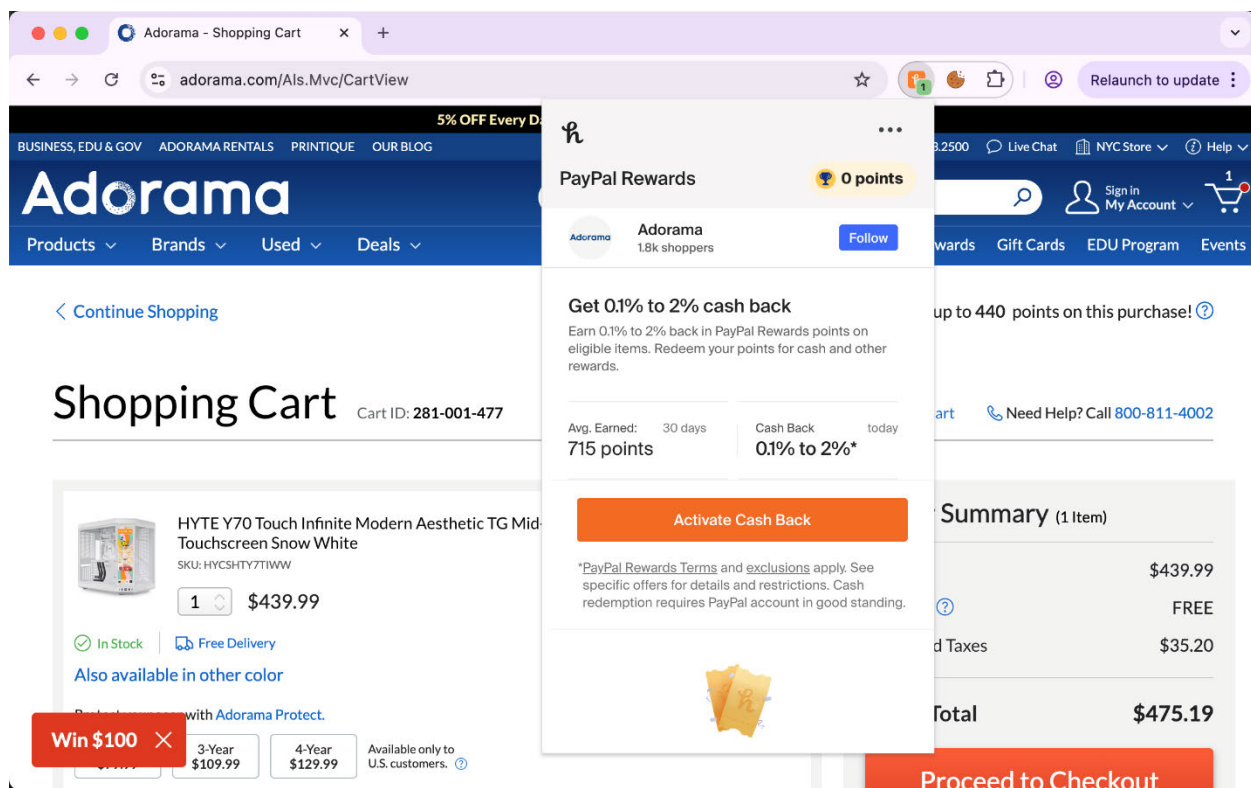 Adorama - Shopping Cart
adorama.com/Als.Mvc/CartView
1
Relaunch to update
5% OFF Every
BUSINESS, EDU & GOV ADORAMA RENTALS PRINTIQUE OUR BLOG
.2500 Live Chat NYC Store Help
Adorama
Sign in
My Account
1
Products Brands Used Deals
wards Gift Cards EDU Program Events
h
PayPal Rewards
0 points
Adorama
Adorama
1.8k shoppers
Follow
Continue Shopping
up to 440 points on this purchase!
Get 0.1% to 2% cash back
Earn 0.1% to 2% back in PayPal Rewards points on
eligible items. Redeem your points for cash and other
rewards.
Shopping Cart Cart ID: 281-001-477
art Need Help? Call 800-811-4002
Avg. Earned: 30 days
715 points
Cash Back today
0.1% to 2%*
Activate Cash Back
*PayPal Rewards Terms and exclusions apply. See
specific offers for details and restrictions. Cash
redemption requires PayPal account in good standing.
h
HYTE Y70 Touch Infinite Modern Aesthetic TG Mid-
Touchscreen Snow White
SKU: HYCSHTY7TIWW
1 $439.99
In Stock Free Delivery
Also available in other color
with Adorama Protect.
3-Year
$109.99
4-Year
$129.99
Available only to
U.S. customers.
Win $100
Summary (1 Item)
$439.99
FREE
d Taxes $35.20
Total $475.19
Proceed to Checkout